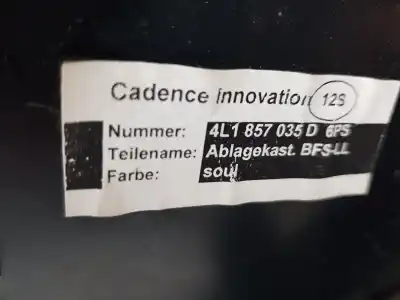 Cadence innovation 12S
Nummer: 4L1 857 035 D 6PS
Teilename: Ablagekast. BFS-LL
Farbe: soul